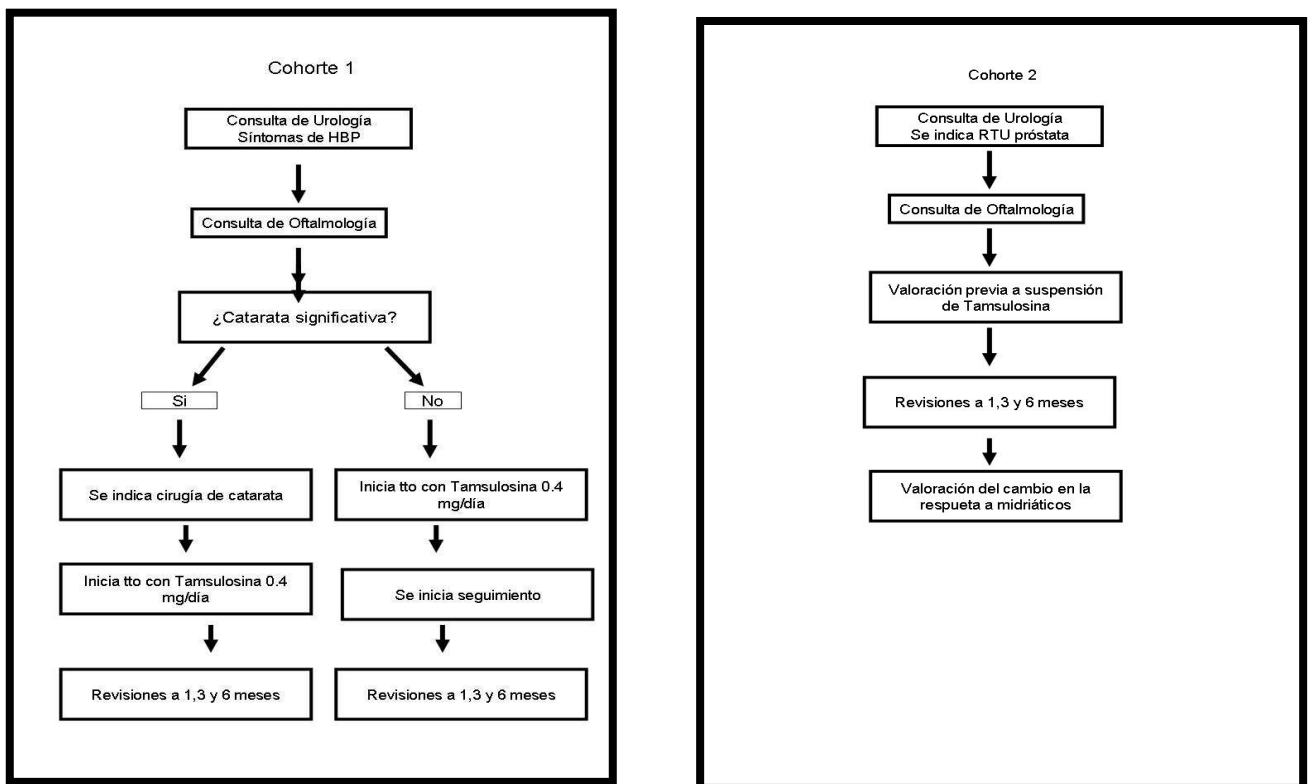 Cohorte 1
Consulta de Urología
Síntomas de HBP
Consulta de Oftalmología
¿Catarata significativa?
Si
No
Se indica cirugía de catarata
Inicia tto con Tamsulosina 0.4
mg/día
Inicia tto con Tamsulosina 0.4
mg/día
Se inicia seguimiento
Revisiones a 1,3 y 6 meses
Revisiones a 1,3 y 6 meses
Cohorte 2
Consulta de Urología
Se indica RTU próstata
Consulta de Oftalmología
Valoración previa a suspensión
de Tamsulosina
Revisiones a 1,3 y 6 meses
Valoración del cambio en la
respueta a midriáticos